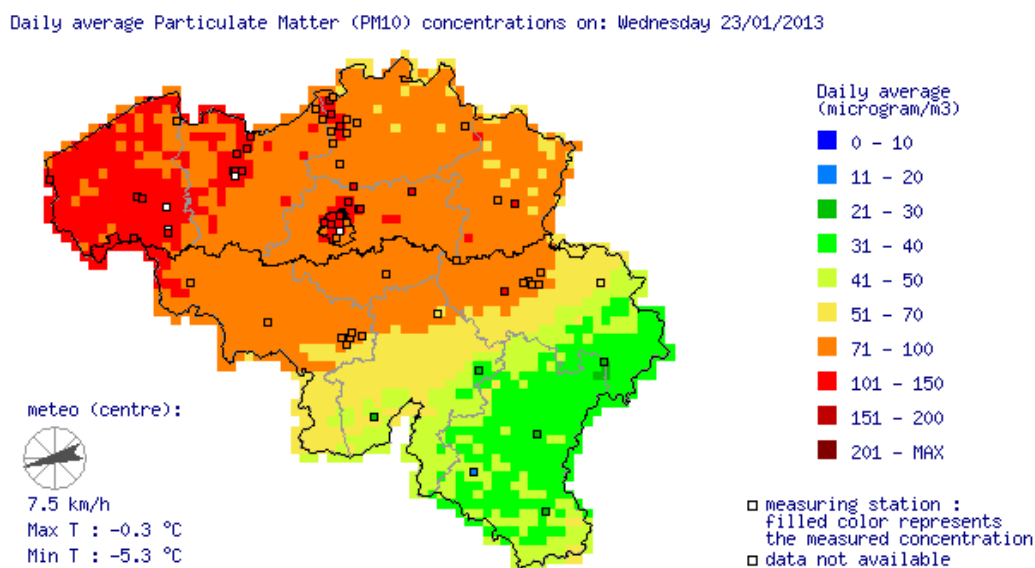 Daily average Particulate Matter (PM10) concentrations on: Wednesday 23/01/2013
Daily average
(microgram/m3)
0 - 10
11 - 20
21 - 30
31 - 40
41 - 50
51 - 70
71 - 100
101 - 150
151 - 200
201 - MAX
meteo (centre):
7.5 km/h
Max T : -0.3 °C
Min T : -5.3 °C
measuring station :
filled color represents
the measured concentration
data not available